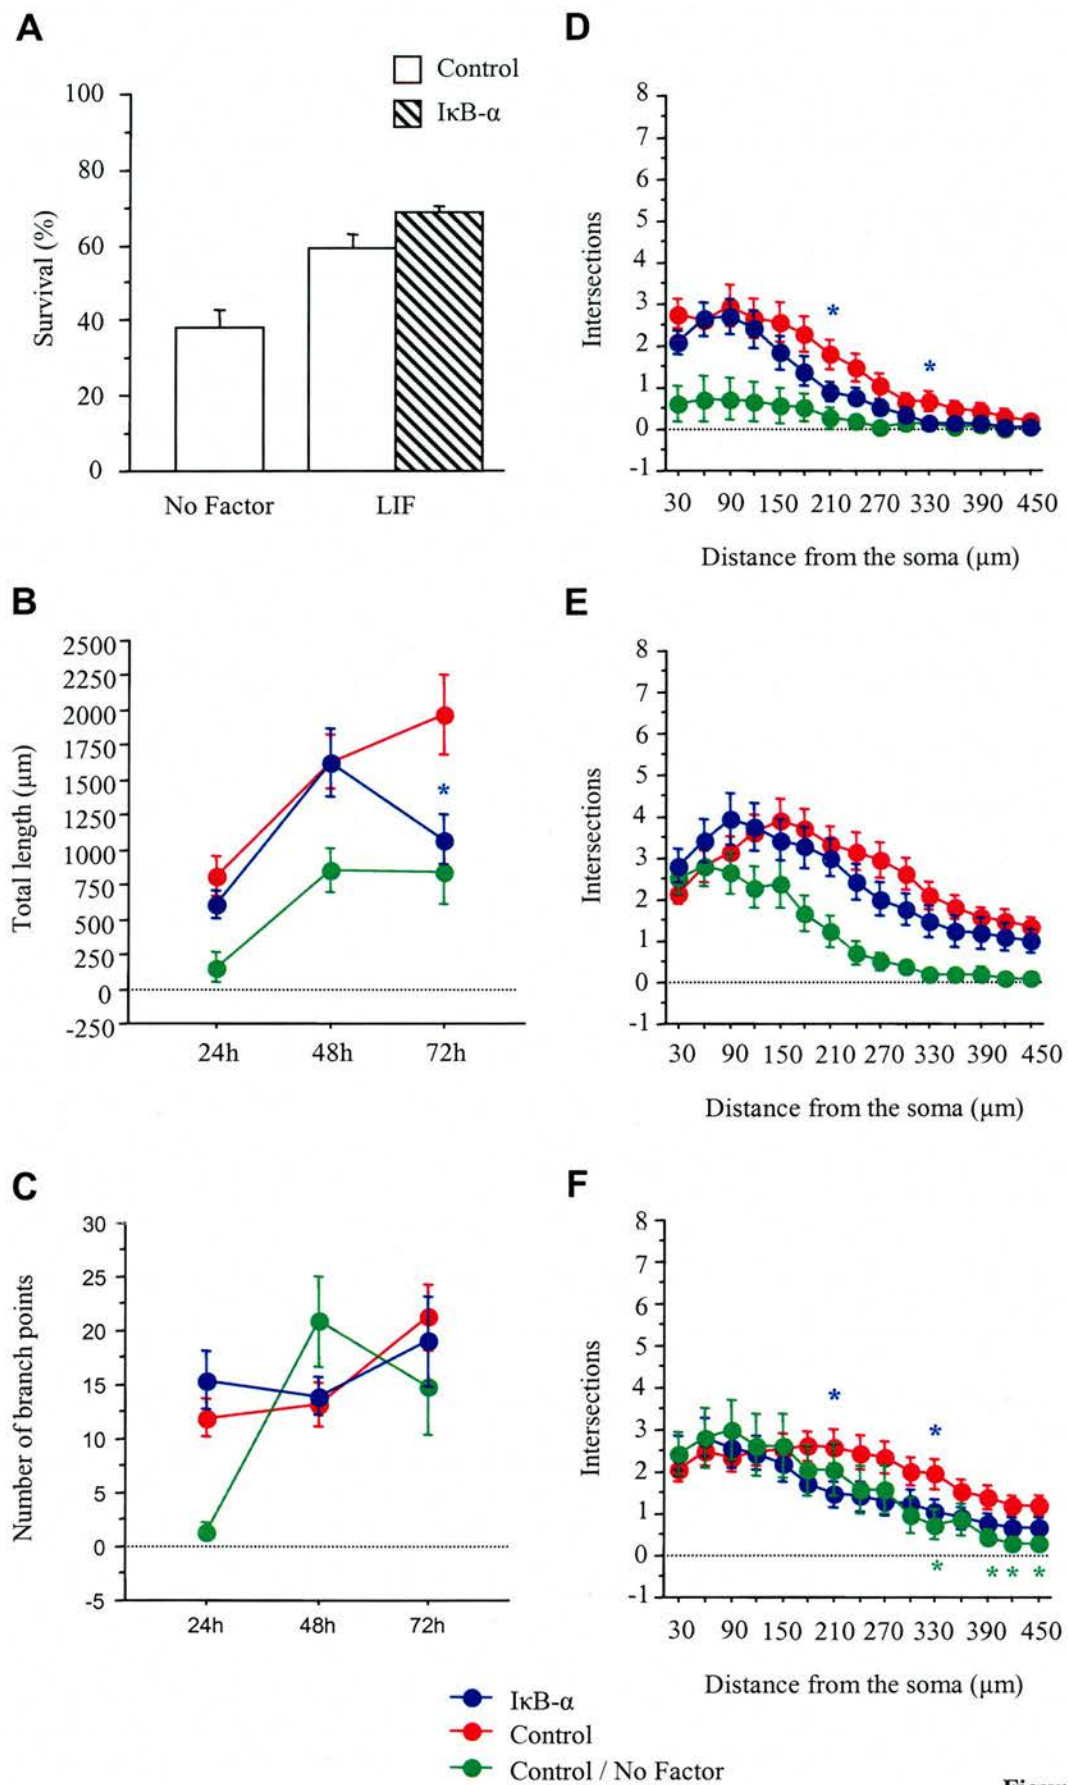 A
Control
IκB-α
100
80
60
40
20
0
Survival (%)
No Factor LIF
D
8
7
6
5
4
3
2
1
0
-1
Intersections
*
*
30 90 150 210 270 330 390 450
Distance from the soma (μm)
B
2500
2250
2000
1750
1500
1250
1000
750
500
250
0
-250
Total length (μm)
*
24h 48h 72h
E
8
7
6
5
4
3
2
1
0
-1
Intersections
30 90 150 210 270 330 390 450
Distance from the soma (μm)
C
30
25
20
15
10
5
0
-5
Number of branch points
24h 48h 72h
F
8
7
6
5
4
3
2
1
0
-1
Intersections
*
*
* * * *
30 90 150 210 270 330 390 450
Distance from the soma (μm)
IκB-α
Control
Control / No Factor